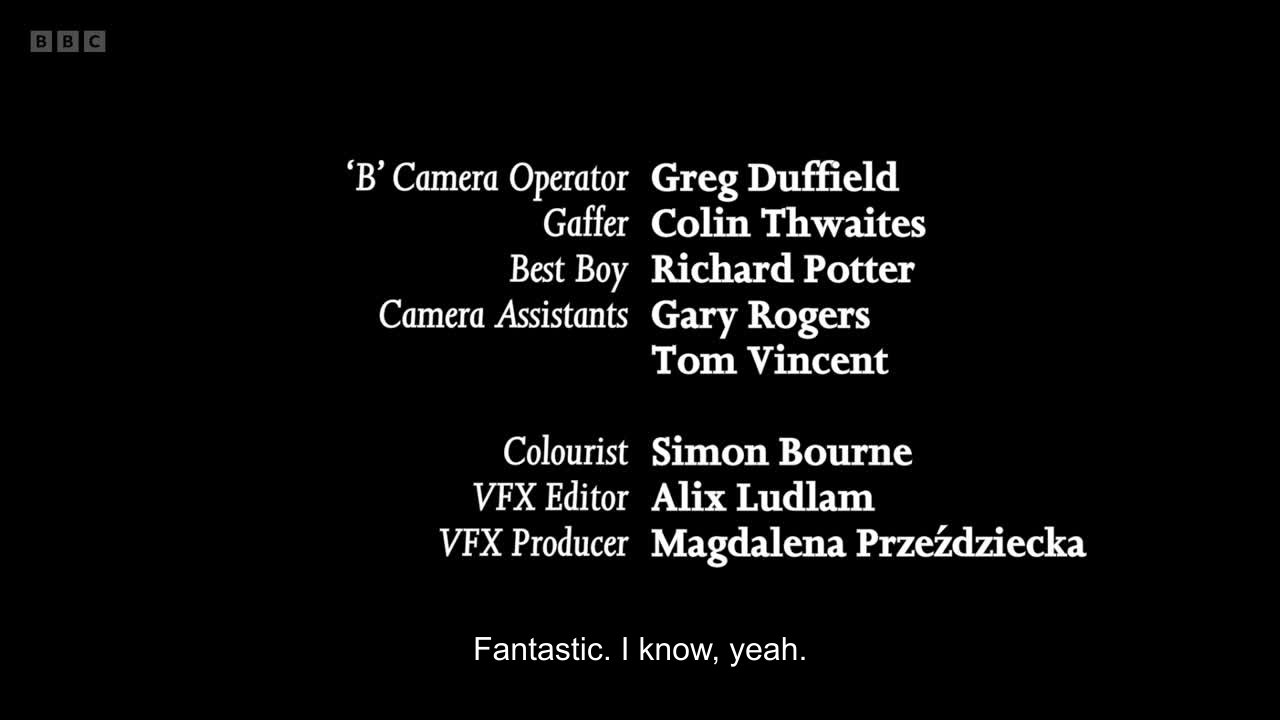 BBC
‘B’ Camera Operator Greg Duffield
Gaffer Colin Thwaites
Best Boy Richard Potter
Camera Assistants Gary Rogers
Tom Vincent
Colourist Simon Bourne
VFX Editor Alix Ludlam
VFX Producer Magdalena Przeździecka
Fantastic. I know, yeah.